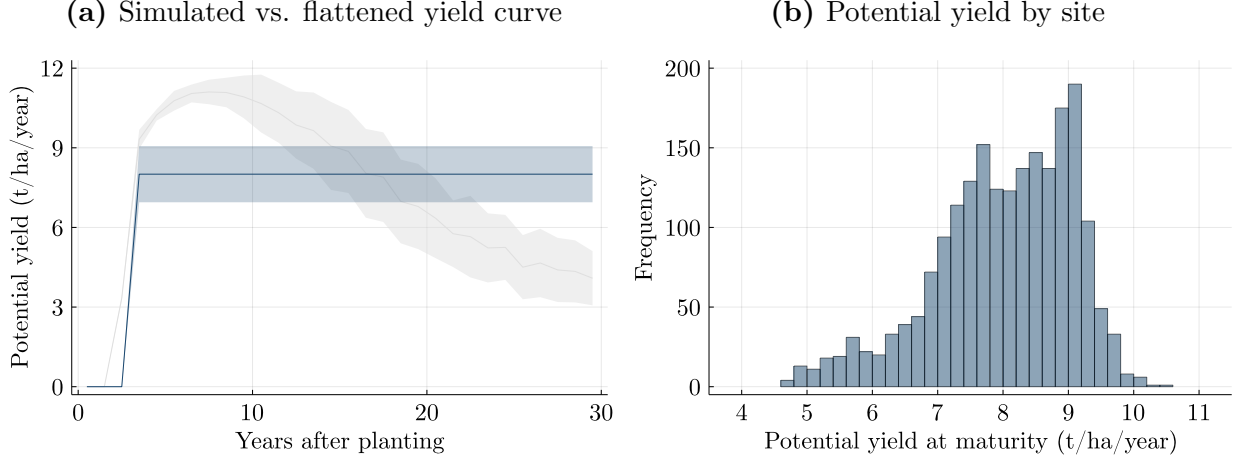 (a) Simulated vs. flattened yield curve
Potential yield (t/ha/year)
12
9
6
3
0
0 10 20 30
Years after planting
(b) Potential yield by site
Frequency
200
150
100
50
0
4 5 6 7 8 9 10 11
Potential yield at maturity (t/ha/year)